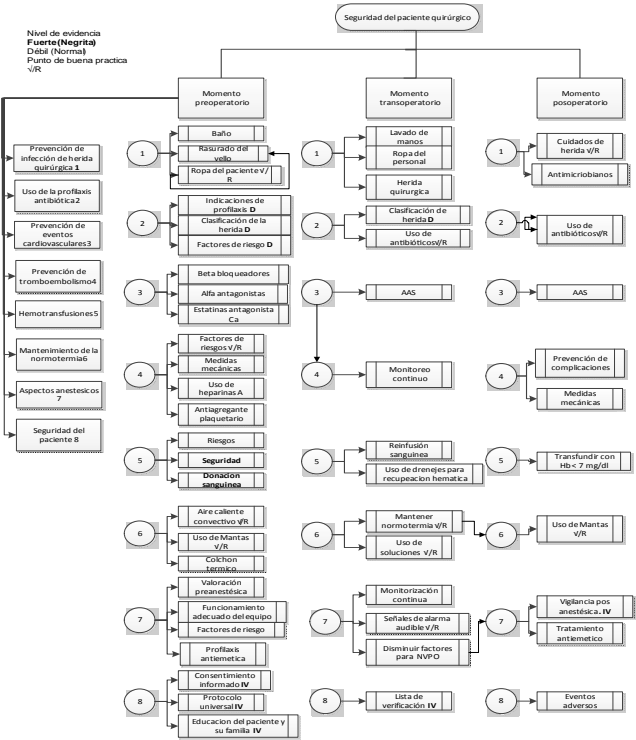 Seguridad del paciente quirúrgico
Nivel de evidencia
Fuerte(Negrita)
Débil (Normal)
Punto de buena practica
√/R
Momento
preoperatorio
Momento
transoperatorio
Momento
posoperatorio
Prevención de
infección de herida
quirúrgica 1
Uso de la profilaxis
antibiótica2
Prevención de
eventos
cardiovasculares3
Prevención de
tromboembolismo4
Hemotransfusiones5
Mantenimiento de la
normotermia6
Aspectos anestesicos
7
Seguridad del
paciente 8
1
Baño
Rasurado del
vello
Ropa del paciente√/
R
2
Indicaciones de
profilaxis D
Clasificación de
la herida D
Factores de riesgo D
3
Beta bloqueadores
Alfa antagonistas
Estatinas antagonista
Ca
4
Factores de
riesgos √/R
Medidas
mecánicas
Uso de
heparinas A
Antiagregante
plaquetario
5
Riesgos
Seguridad
Donacion
sanguinea
6
Aire caliente
convectivo √/R
Uso de Mantas
√/R
Colchon
termico
7
Valoración
preanestésica
Funcionamiento
adecuado del equipo
Factores de riesgo
Profilaxis
antiemetica
8
Consentimiento
informado IV
Protocolo
universal IV
Educacion del paciente y
su familia IV
1
Lavado de
manos
Ropa del
personal
Herida
quirurgica
2
Clasificación de
herida D
Uso de
antibióticos√/R
3
AAS
4
Monitoreo
continuo
5
Reinfusión
sanguinea
Uso de drenejes para
recupeacion hematica
6
Mantener
normotermia √/R
Uso de
soluciones √/R
7
Monitorización
continua
Señales de alarma
audible √/R
Disminuir factores
para NVPO
8
Lista de
verificación IV
1
Cuidados de
herida √/R
Antimicriobianos
2
Uso de
antibióticos√/R
3
AAS
4
Prevención de
complicaciones
Medidas
mecánicas
5
Transfundir con
Hb < 7 mg/dl
6
Uso de Mantas
√/R
7
Vigilancia pos
anestésica. IV
Tratamiento
antiemetico
8
Eventos
adversos